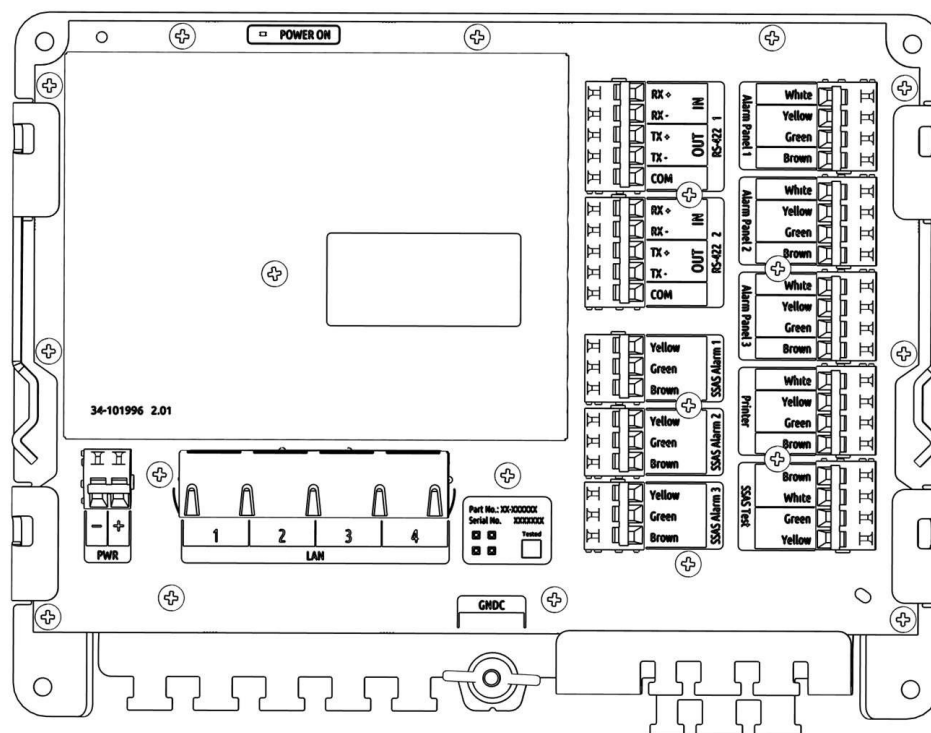 POWER ON
RX +
RX -
IN
TX +
TX -
OUT
COM
RS-422 1
RX +
RX -
IN
TX +
TX -
OUT
COM
RS-422 2
Yellow
Green
Brown
SSAS Alarm 1
Yellow
Green
Brown
SSAS Alarm 2
Yellow
Green
Brown
SSAS Alarm 3
Alarm Panel 1
White
Yellow
Green
Brown
Alarm Panel 2
White
Yellow
Green
Brown
Alarm Panel 3
White
Yellow
Green
Brown
Printer
White
Yellow
Green
Brown
SSAS Test
Brown
White
Green
Yellow
34-101996 2.01
- +
PWR
1 2 3 4
LAN
Part No.: XX-XXXXXX
Serial No. XXXXXXX
Tested
GNDC